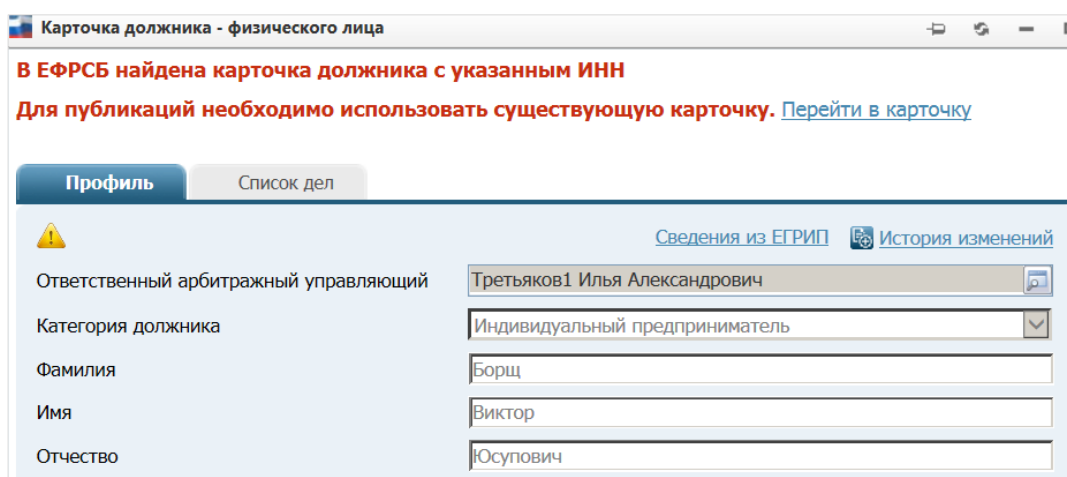 Карточка должника - физического лица
В ЕФРСБ найдена карточка должника с указанным ИНН
Для публикаций необходимо использовать существующую карточку. Перейти в карточку
Профиль Список дел
Сведения из ЕГРИП История изменений
Ответственный арбитражный управляющий Третьяков1 Илья Александрович
Категория должника Индивидуальный предприниматель
Фамилия Борщ
Имя Виктор
Отчество Юсупович